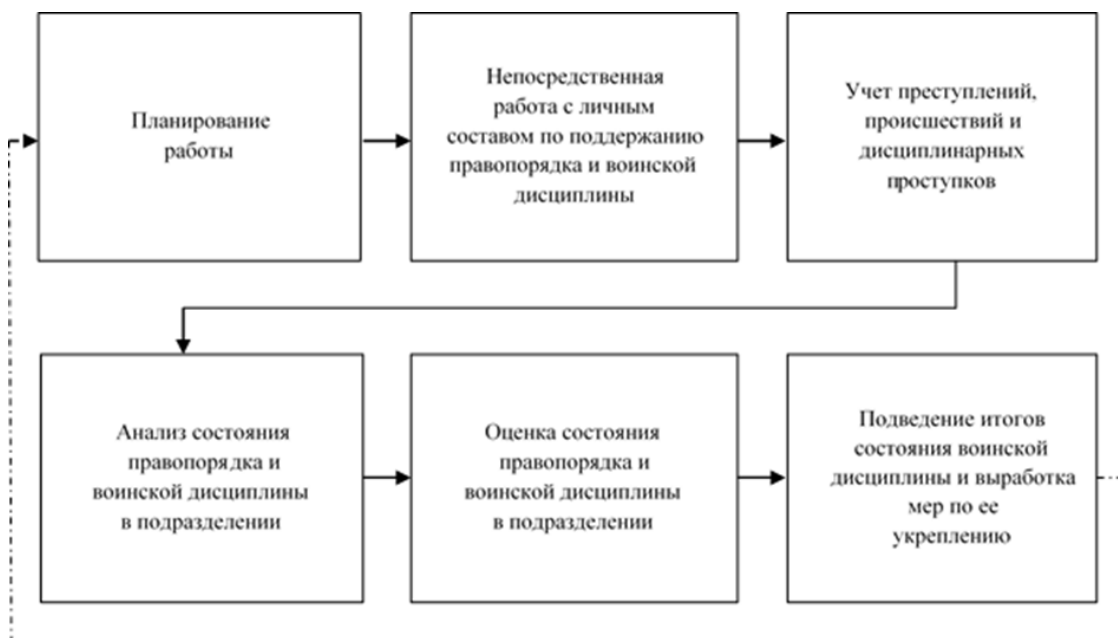 Планирование
работы
Непосредственная
работа с личным
составом по поддержанию
правопорядка и воинской
дисциплины
Учет преступлений,
происшествий и
дисциплинарных
проступков
Анализ состояния
правопорядка и
воинской дисциплины
в подразделении
Оценка состояния
правопорядка и
воинской дисциплины
в подразделении
Подведение итогов
состояния воинской
дисциплины и выработка
мер по ее
укреплению